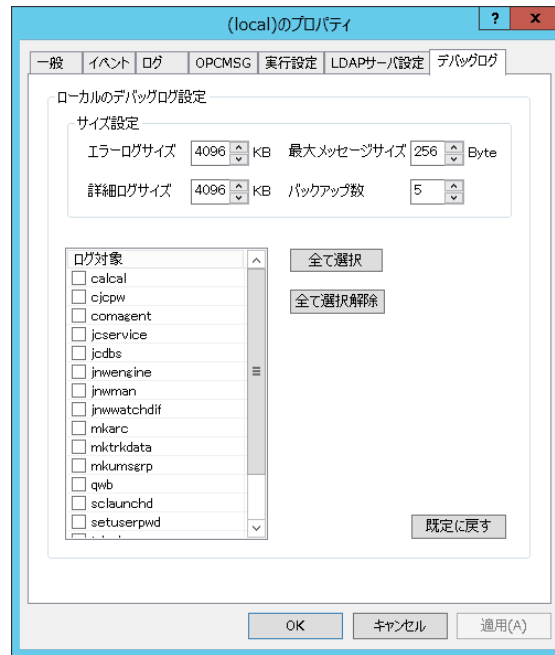 (local)のプロパティ
? x
一般 イベント ログ OPCMSG 実行設定 LDAPサーバ設定 デバッグログ
ローカルのデバッグログ設定
サイズ設定
エラーログサイズ 4096 KB 最大メッセージサイズ 256 Byte
詳細ログサイズ 4096 KB バックアップ数 5
ログ対象
全て選択
calcal
cjcpw
全て選択解除
comagent
jcservice
jcdbs
jnwengine
jnwman
jnwwatchdif
mkarc
mktrkdata
mkumsgrp
qwb
sclaunchd
setuserpwd
既定に戻す
OK キャンセル 適用(A)